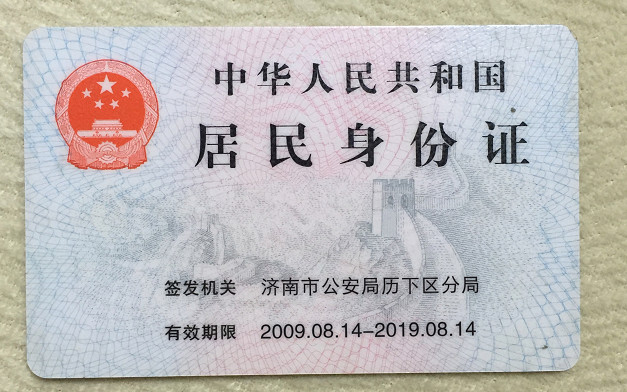 中华人民共和国
居民身份证
签发机关 济南市公安局历下区分局
有效期限 2009.08.14-2019.08.14